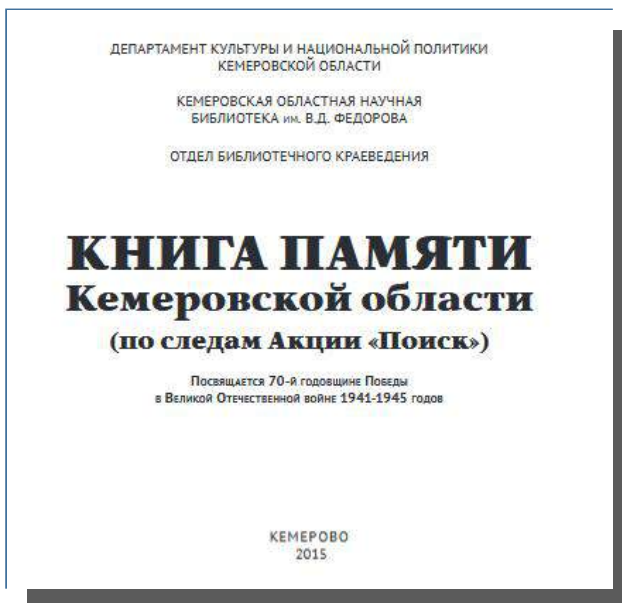 ДЕПАРТАМЕНТ КУЛЬТУРЫ И НАЦИОНАЛЬНОЙ ПОЛИТИКИ
КЕМЕРОВСКОЙ ОБЛАСТИ
КЕМЕРОВСКАЯ ОБЛАСТНАЯ НАУЧНАЯ
БИБЛИОТЕКА им. В.Д. ФЕДОРОВА
ОТДЕЛ БИБЛИОТЕЧНОГО КРАЕВЕДЕНИЯ
КНИГА ПАМЯТИ
Кемеровской области
(по следам Акции «Поиск»)
Посвящается 70-й годовщине Победы
в Великой Отечественной войне 1941-1945 годов
КЕМЕРОВО
2015